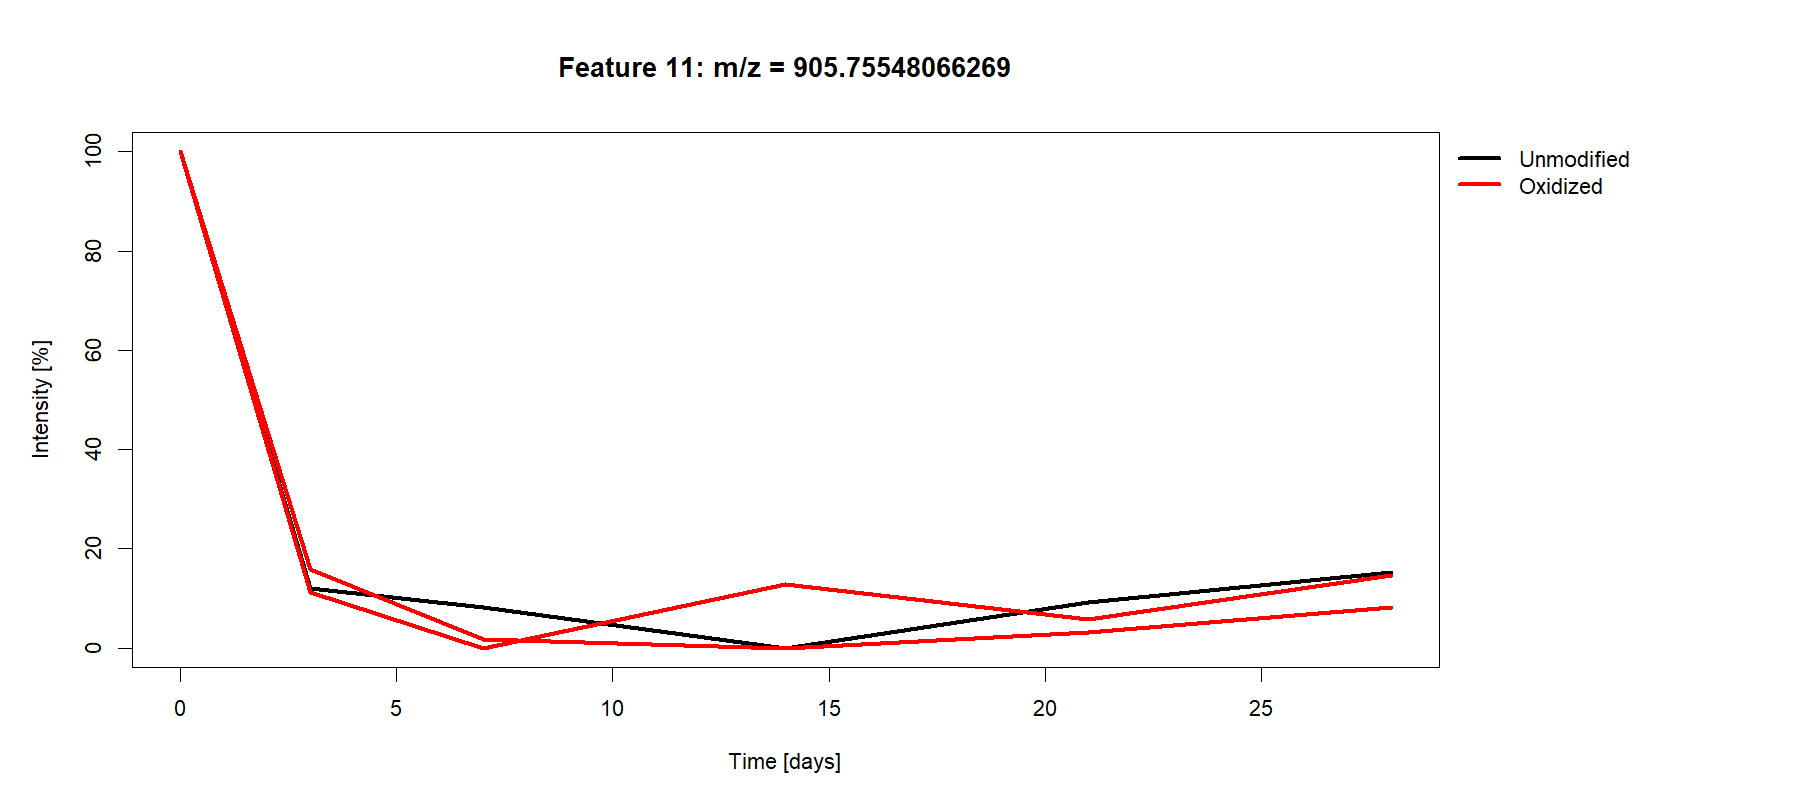 Feature 11: m/z = 905.75548066269
Unmodified
Oxidized
Intensity [%]
100
80
60
40
20
0
0 5 10 15 20 25
Time [days]